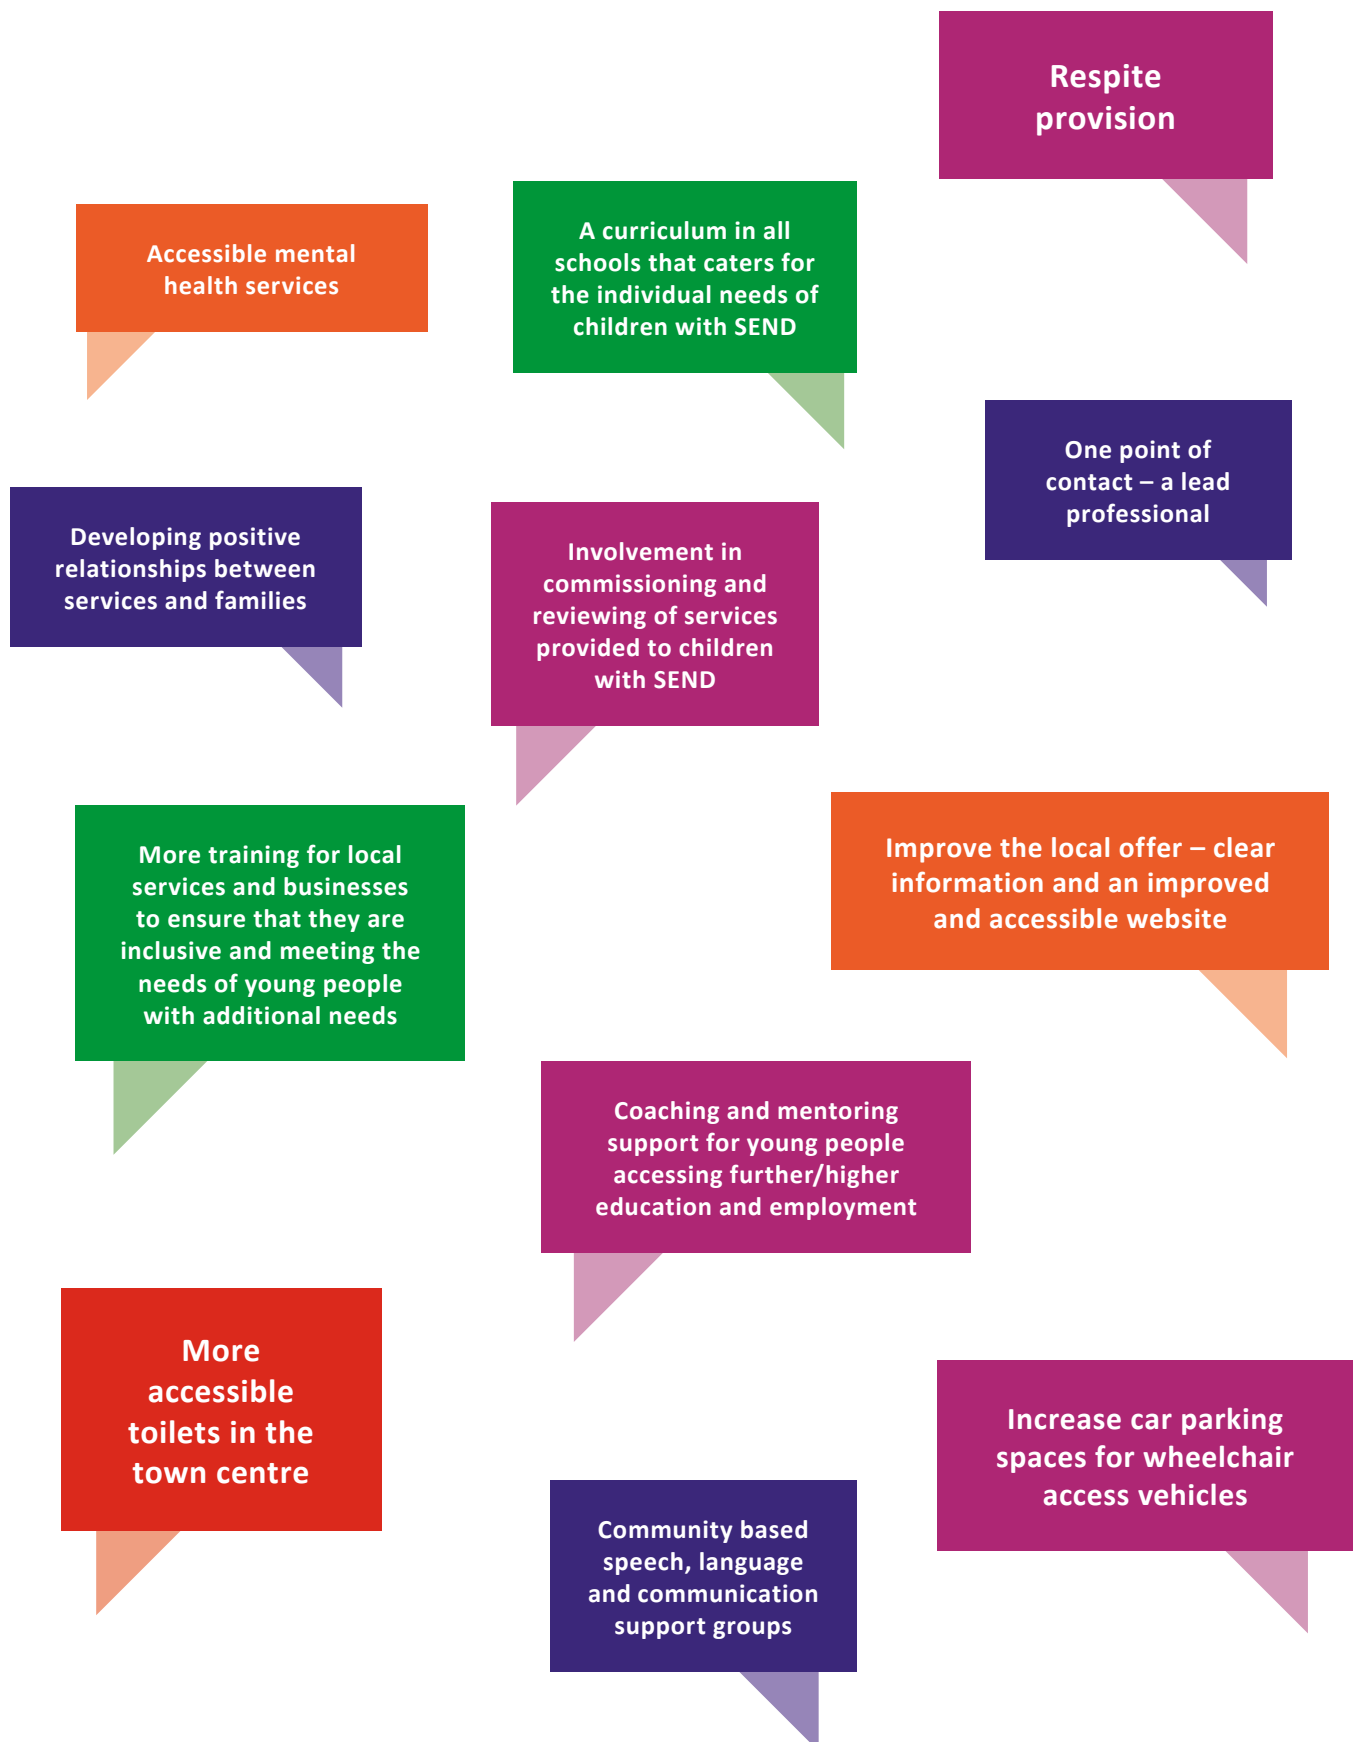 Respite
provision
Accessible mental
health services
A curriculum in all
schools that caters for
the individual needs of
children with SEND
One point of
contact – a lead
professional
Developing positive
relationships between
services and families
Involvement in
commissioning and
reviewing of services
provided to children
with SEND
More training for local
services and businesses
to ensure that they are
inclusive and meeting the
needs of young people
with additional needs
Improve the local offer – clear
information and an improved
and accessible website
Coaching and mentoring
support for young people
accessing further/higher
education and employment
More
accessible
toilets in the
town centre
Increase car parking
spaces for wheelchair
access vehicles
Community based
speech, language
and communication
support groups